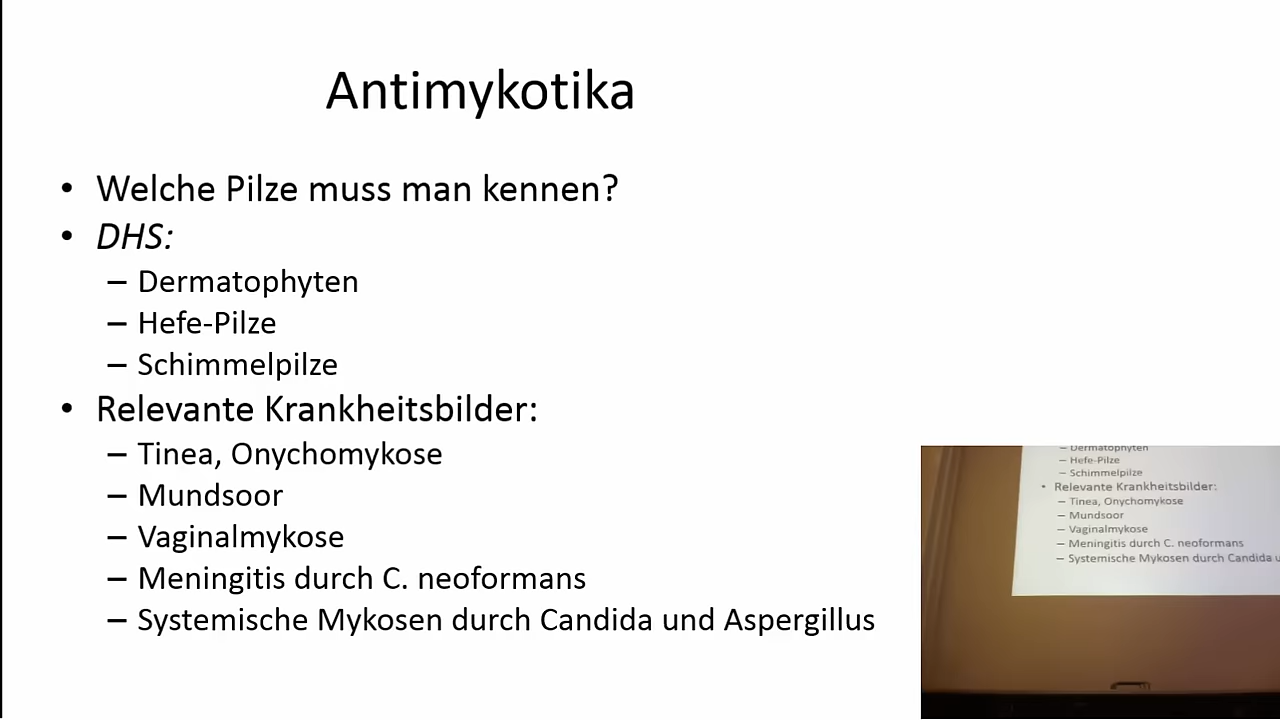 Antimykotika
• Welche Pilze muss man kennen?
• DHS:
– Dermatophyten
– Hefe-Pilze
– Schimmelpilze
• Relevante Krankheitsbilder:
– Tinea, Onychomykose
– Mundsoor
– Vaginalmykose
– Meningitis durch C. neoformans
– Systemische Mykosen durch Candida und Aspergillus
– Dermatophyten
– Hefe-Pilze
– Schimmelpilze
• Relevante Krankheitsbilder:
– Tinea, Onychomykose
– Mundsoor
– Vaginalmykose
– Meningitis durch C. neoformans
– Systemische Mykosen durch Candida u